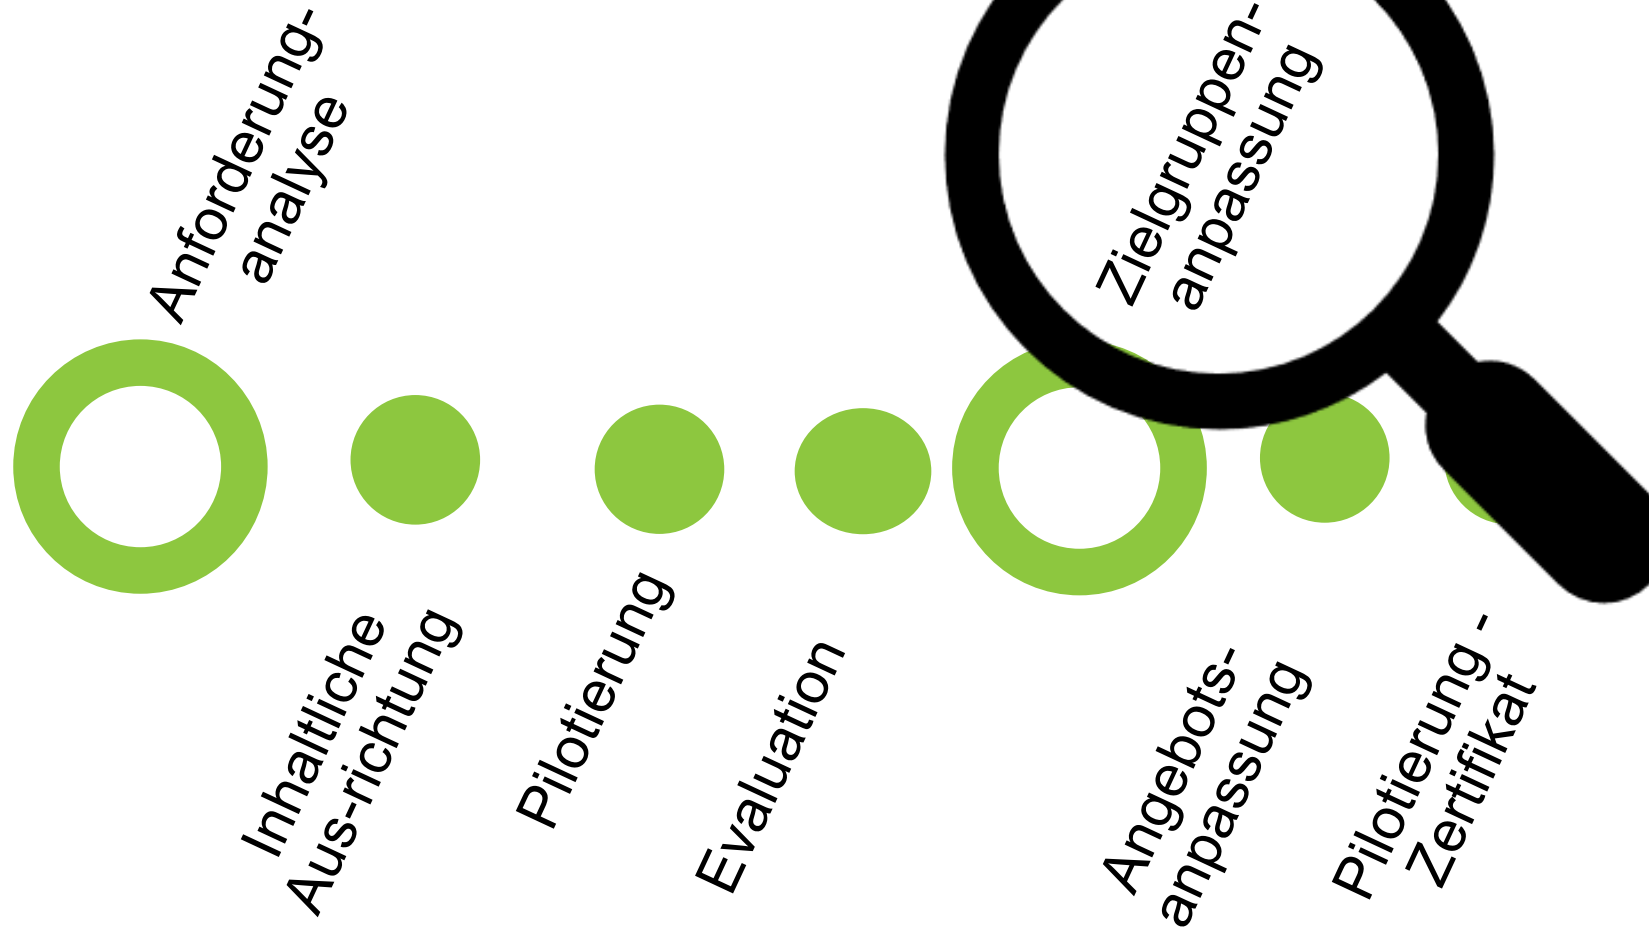 Anforderung-
analyse
Inhaltliche
Aus-richtung
Pilotierung
Evaluation
Zielgruppen-
anpassung
Angebots-
anpassung
Pilotierung -
Zertifikat